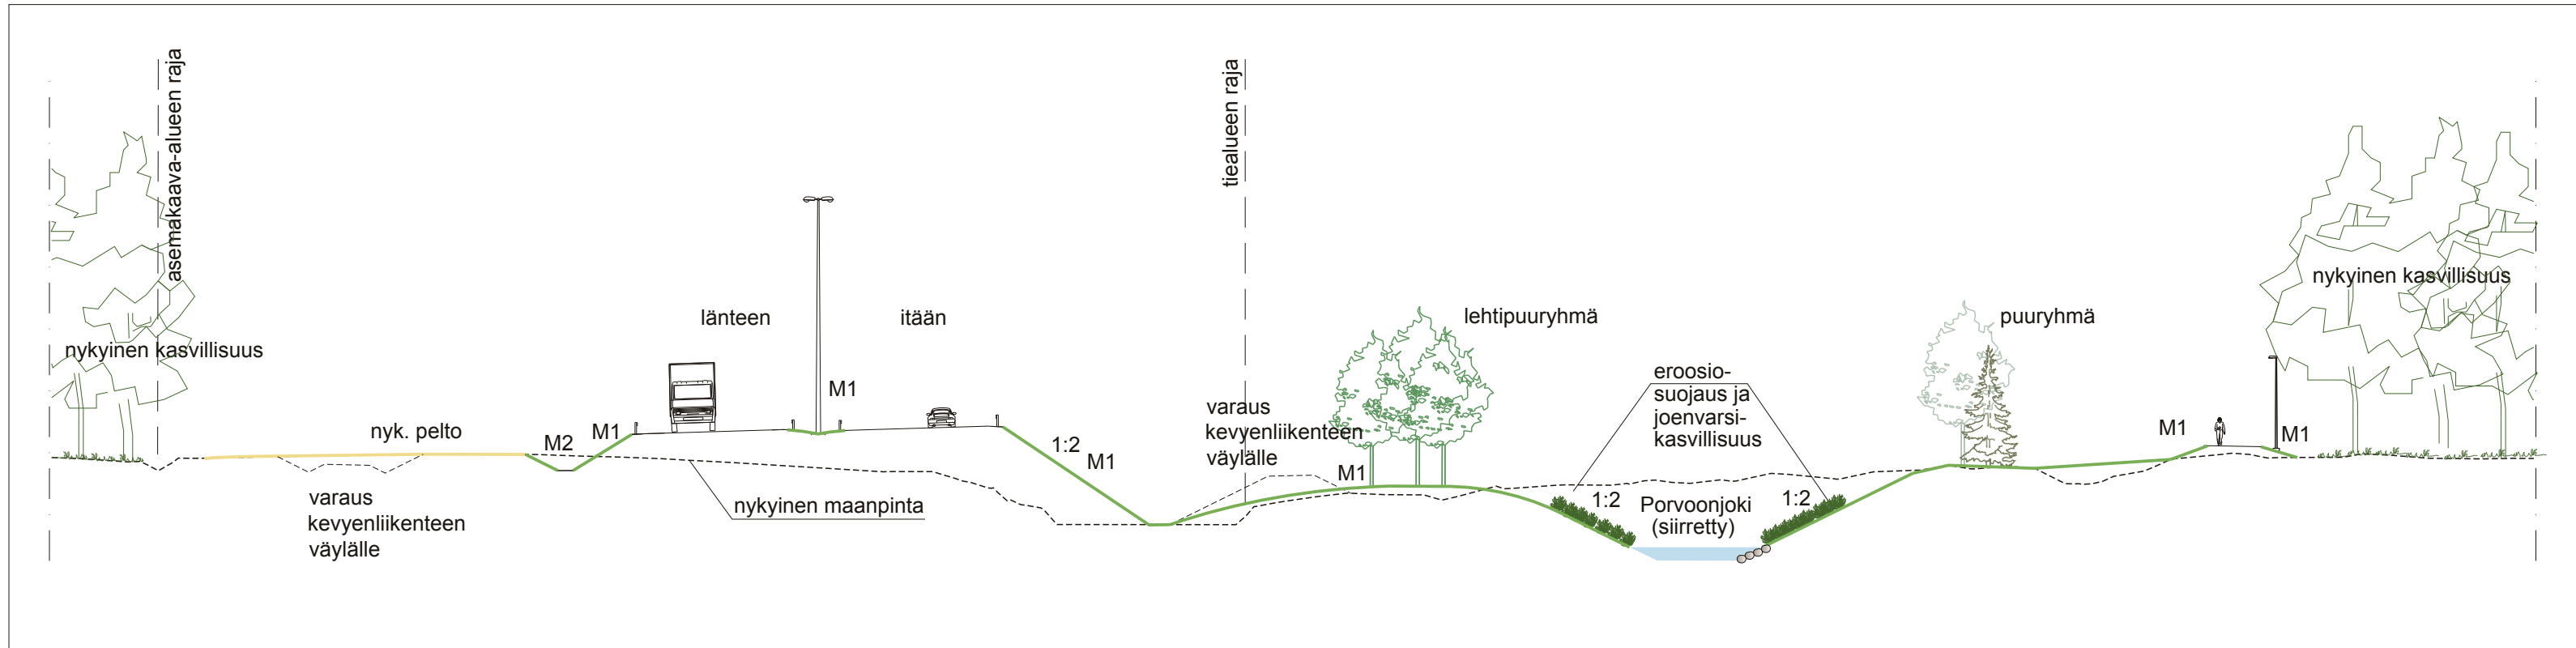 asemakaava-alueen raja
nykyinen kasvillisuus
nyk. pelto
varaus
kevyenliikenteen
väylälle
M2
M1
länteen
itään
M1
nykyinen maanpinta
1:2
M1
tiealueen raja
varaus
kevyenliikenteen
väylälle
M1
lehtipuuryhmä
eroosio-
suojaus ja
joenvarsi-
kasvillisuus
1:2
Porvoonjoki
(siirretty)
1:2
puuryhmä
M1
M1
nykyinen kasvillisuus